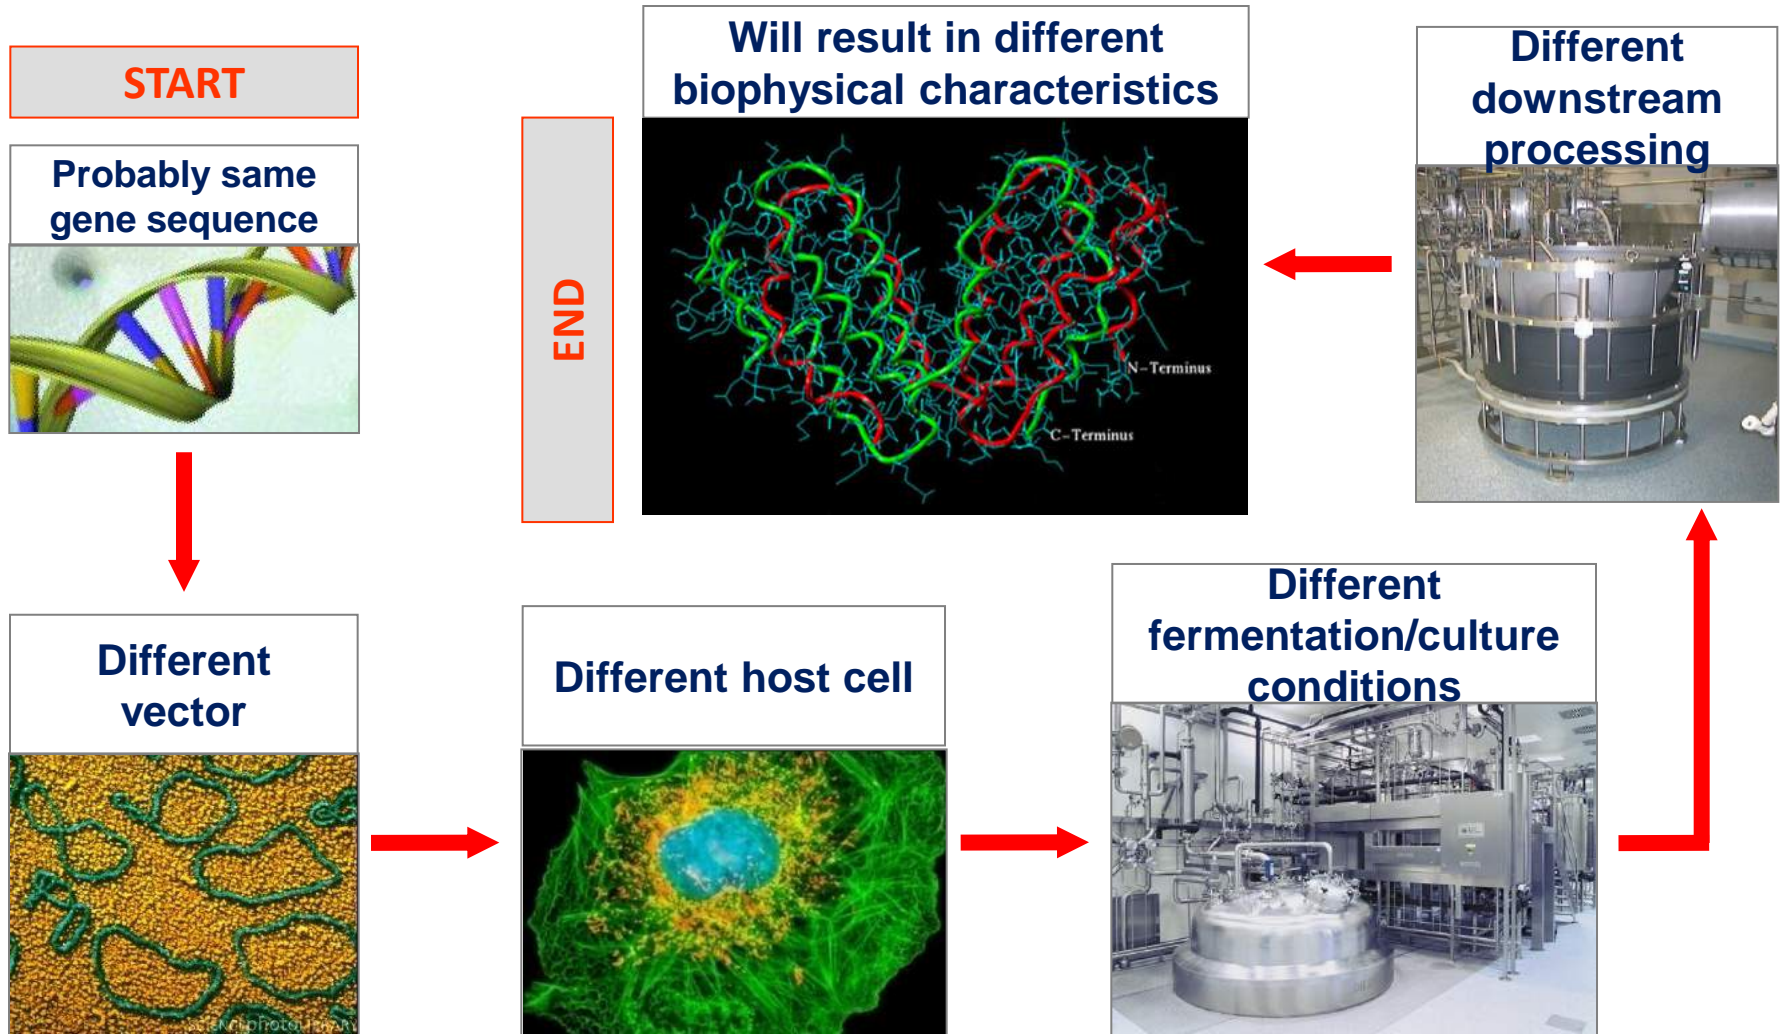 START
Probably same
gene sequence
Different
vector
Different host cell
Different
fermentation/culture
conditions
Different
downstream
processing
Will result in different
biophysical characteristics
N-Terminus
C-Terminus
END